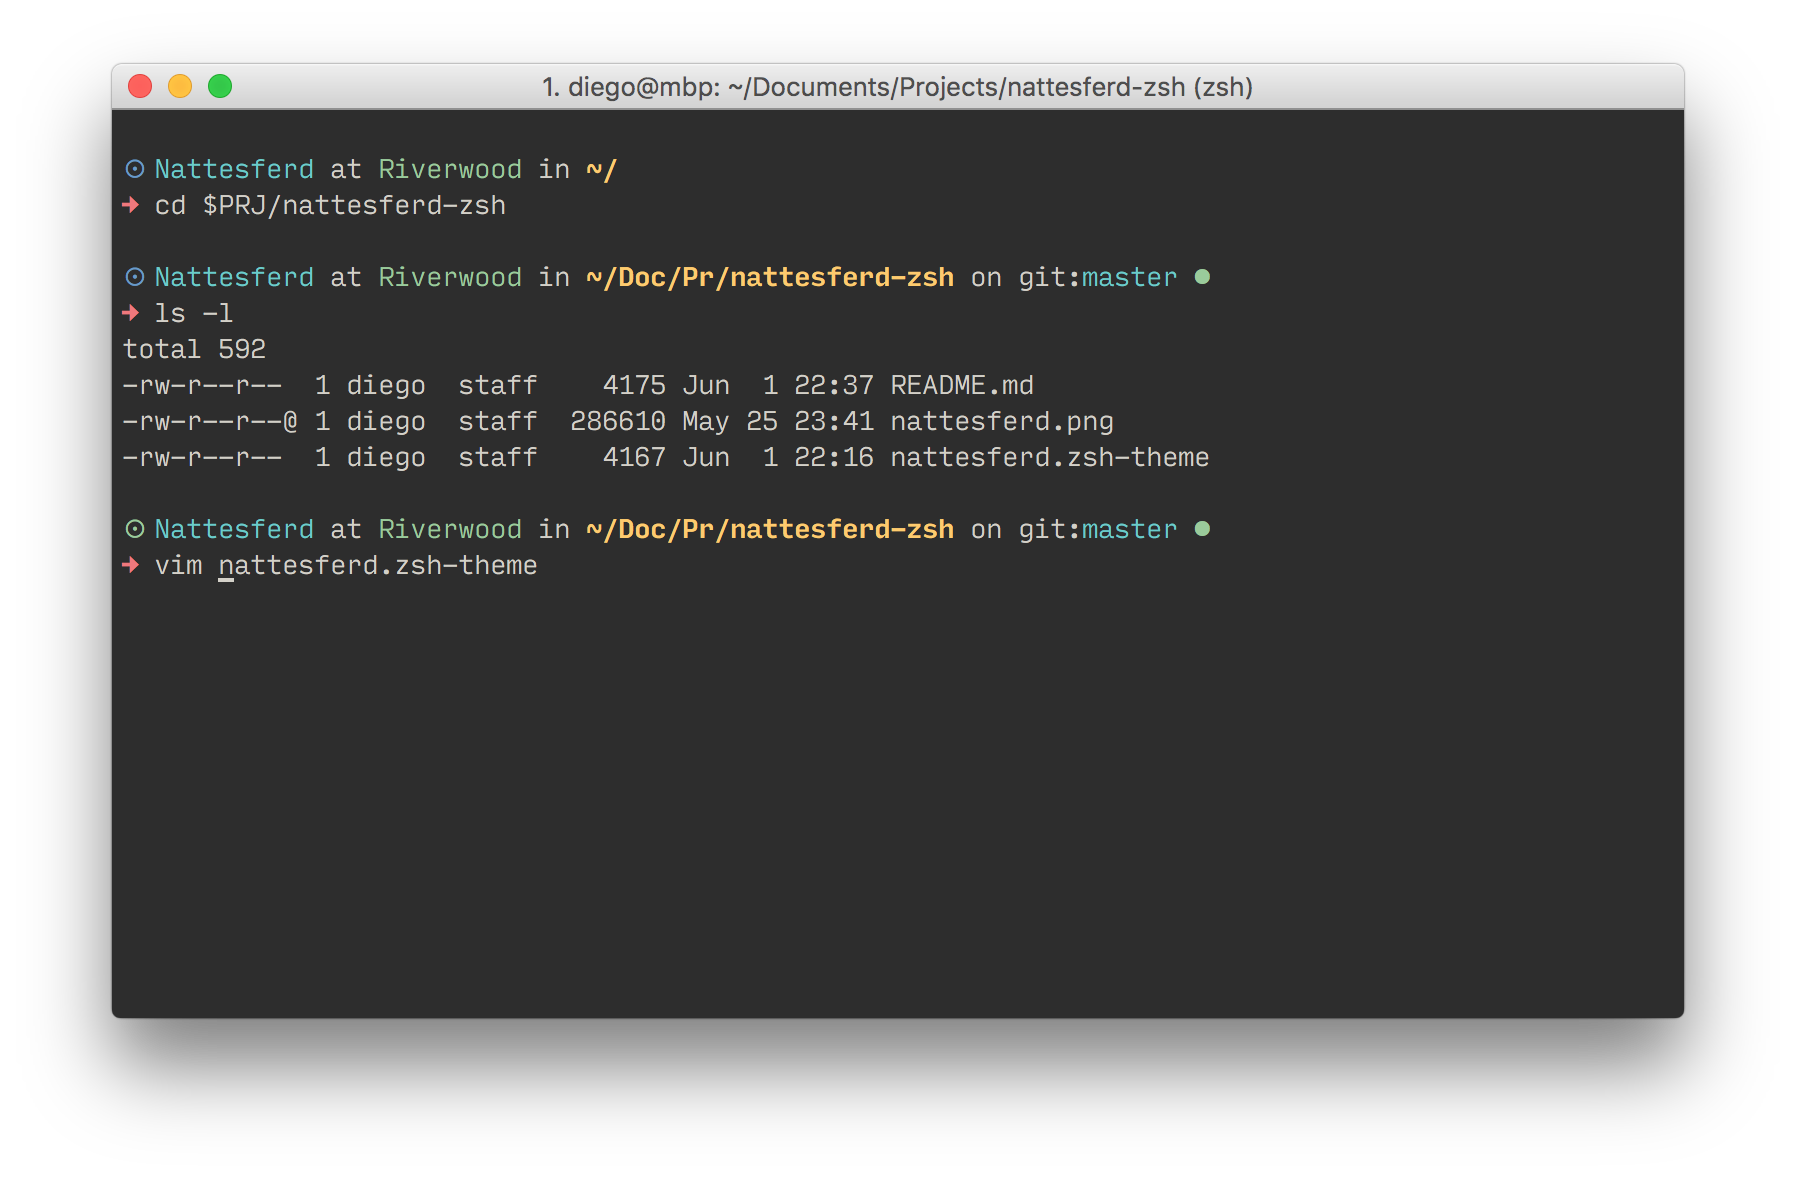 1. diego@mbp: ~/Documents/Projects/nattesferd-zsh (zsh)
⊙ Nattesferd at Riverwood in ~/
➜ cd $PRJ/nattesferd-zsh
⊙ Nattesferd at Riverwood in ~/Doc/Pr/nattesferd-zsh on git:master ●
➜ ls -l
total 592
-rw-r--r--  1 diego  staff    4175 Jun  1 22:37 README.md
-rw-r--r--@ 1 diego  staff  286610 May 25 23:41 nattesferd.png
-rw-r--r--  1 diego  staff    4167 Jun  1 22:16 nattesferd.zsh-theme
⊙ Nattesferd at Riverwood in ~/Doc/Pr/nattesferd-zsh on git:master ●
➜ vim nattesferd.zsh-theme